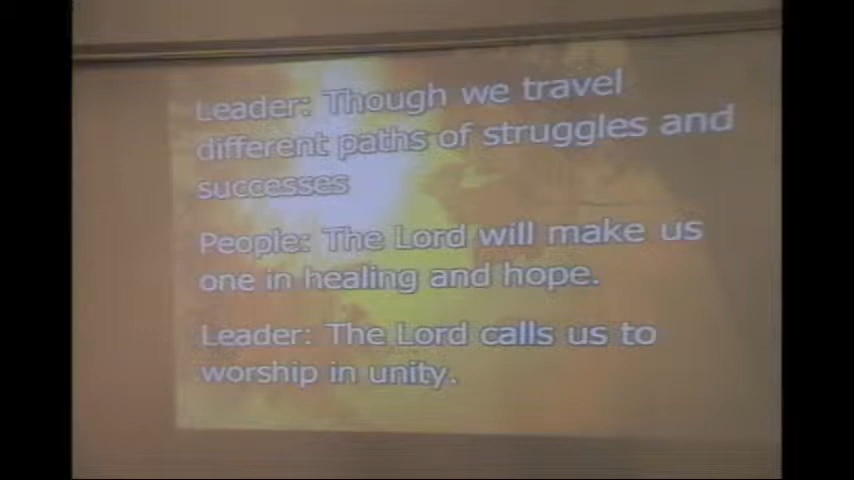 Leader: Though we travel
different paths of struggles and
successes
People: The Lord will make us
one in healing and hope.
Leader: The Lord calls us to
worship in unity.